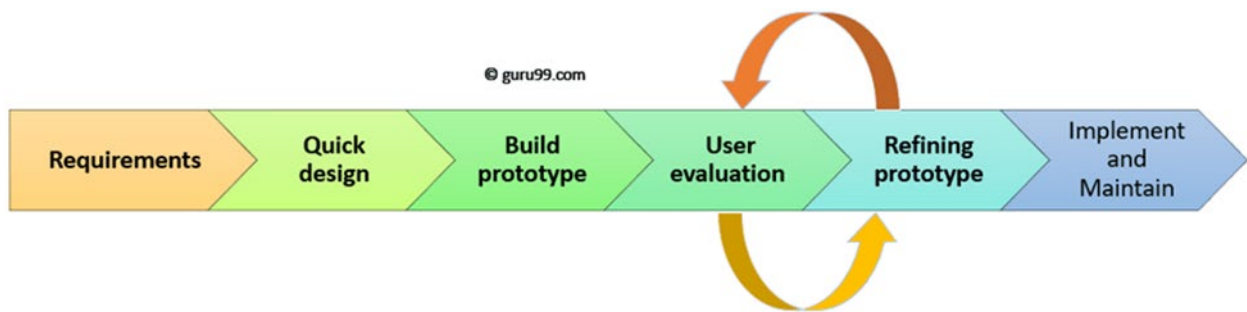 © guru99.com
Requirements
Quick
design
Build
prototype
User
evaluation
Refining
prototype
Implement
and
Maintain